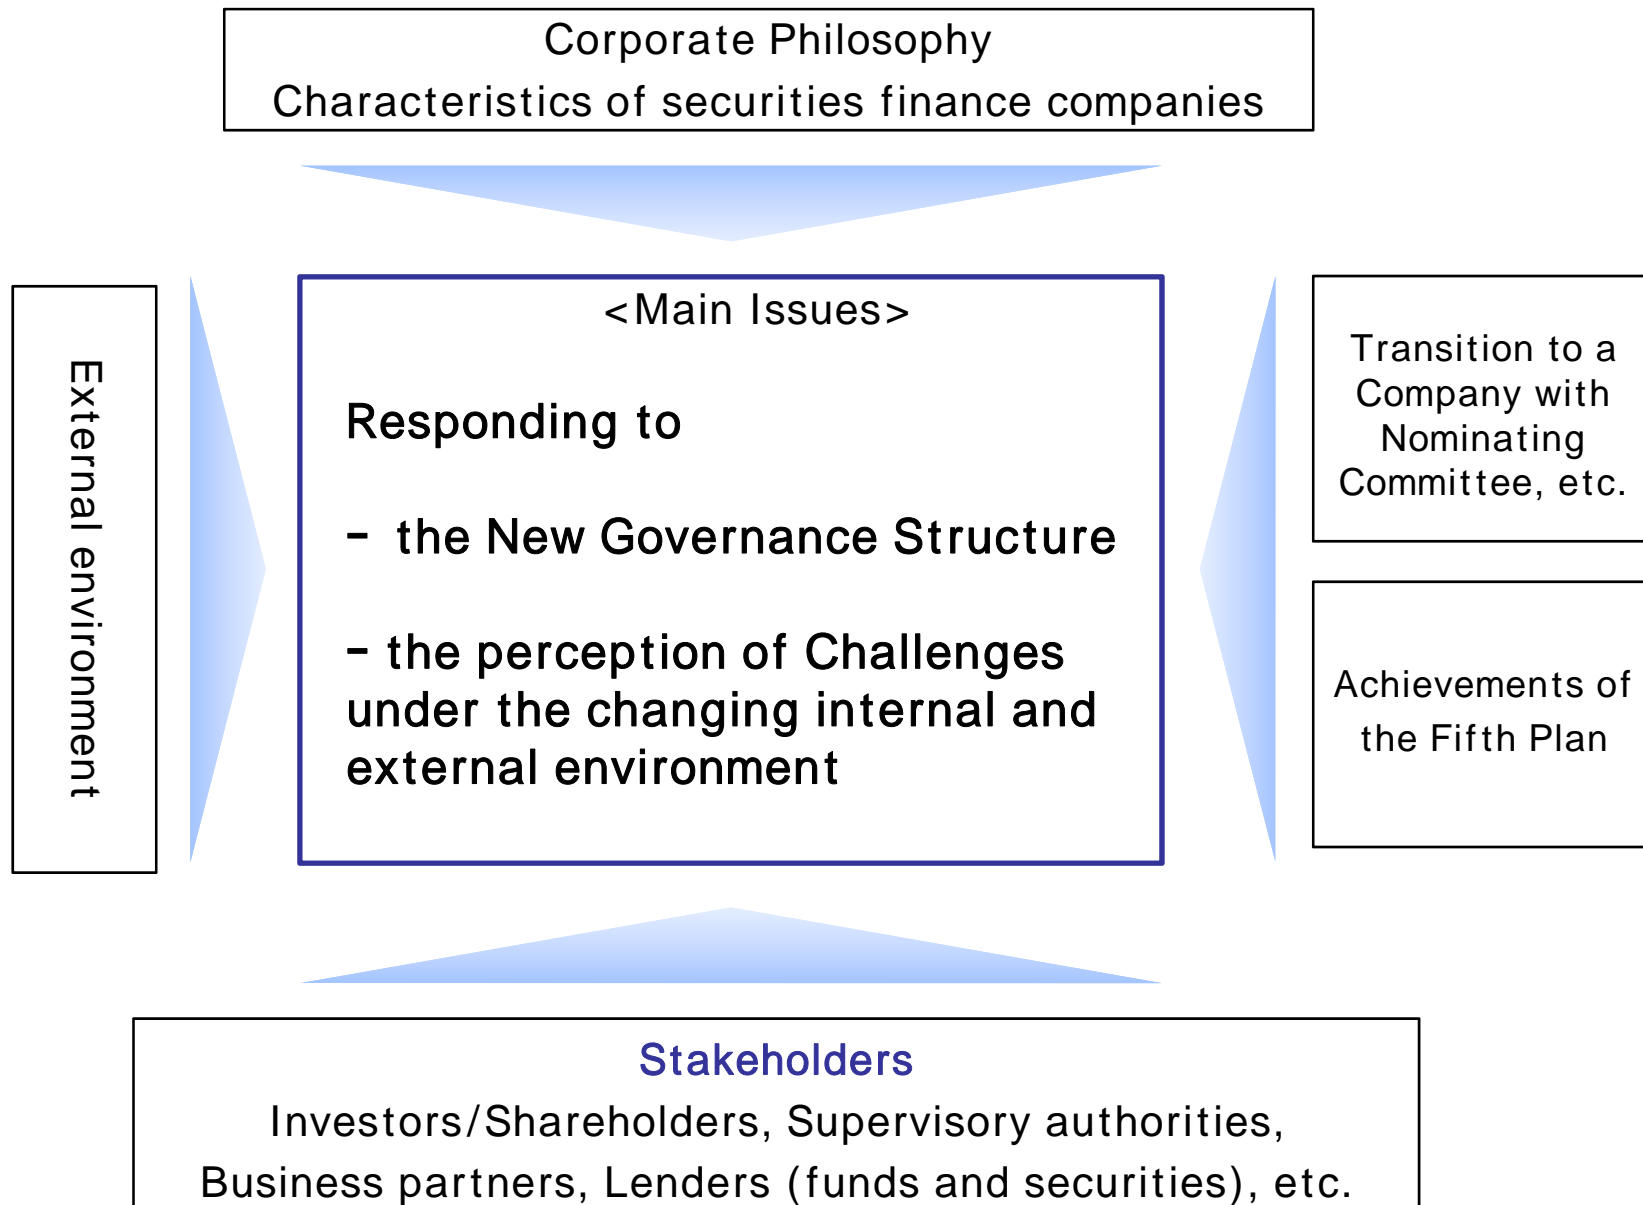 Corporate Philosophy
Characteristics of securities finance companies
External environment
<Main Issues>
Responding to
- the New Governance Structure
- the perception of Challenges
under the changing internal and
external environment
Transition to a
Company with
Nominating
Committee, etc.
Achievements of
the Fifth Plan
Stakeholders
Investors/Shareholders, Supervisory authorities,
Business partners, Lenders (funds and securities), etc.